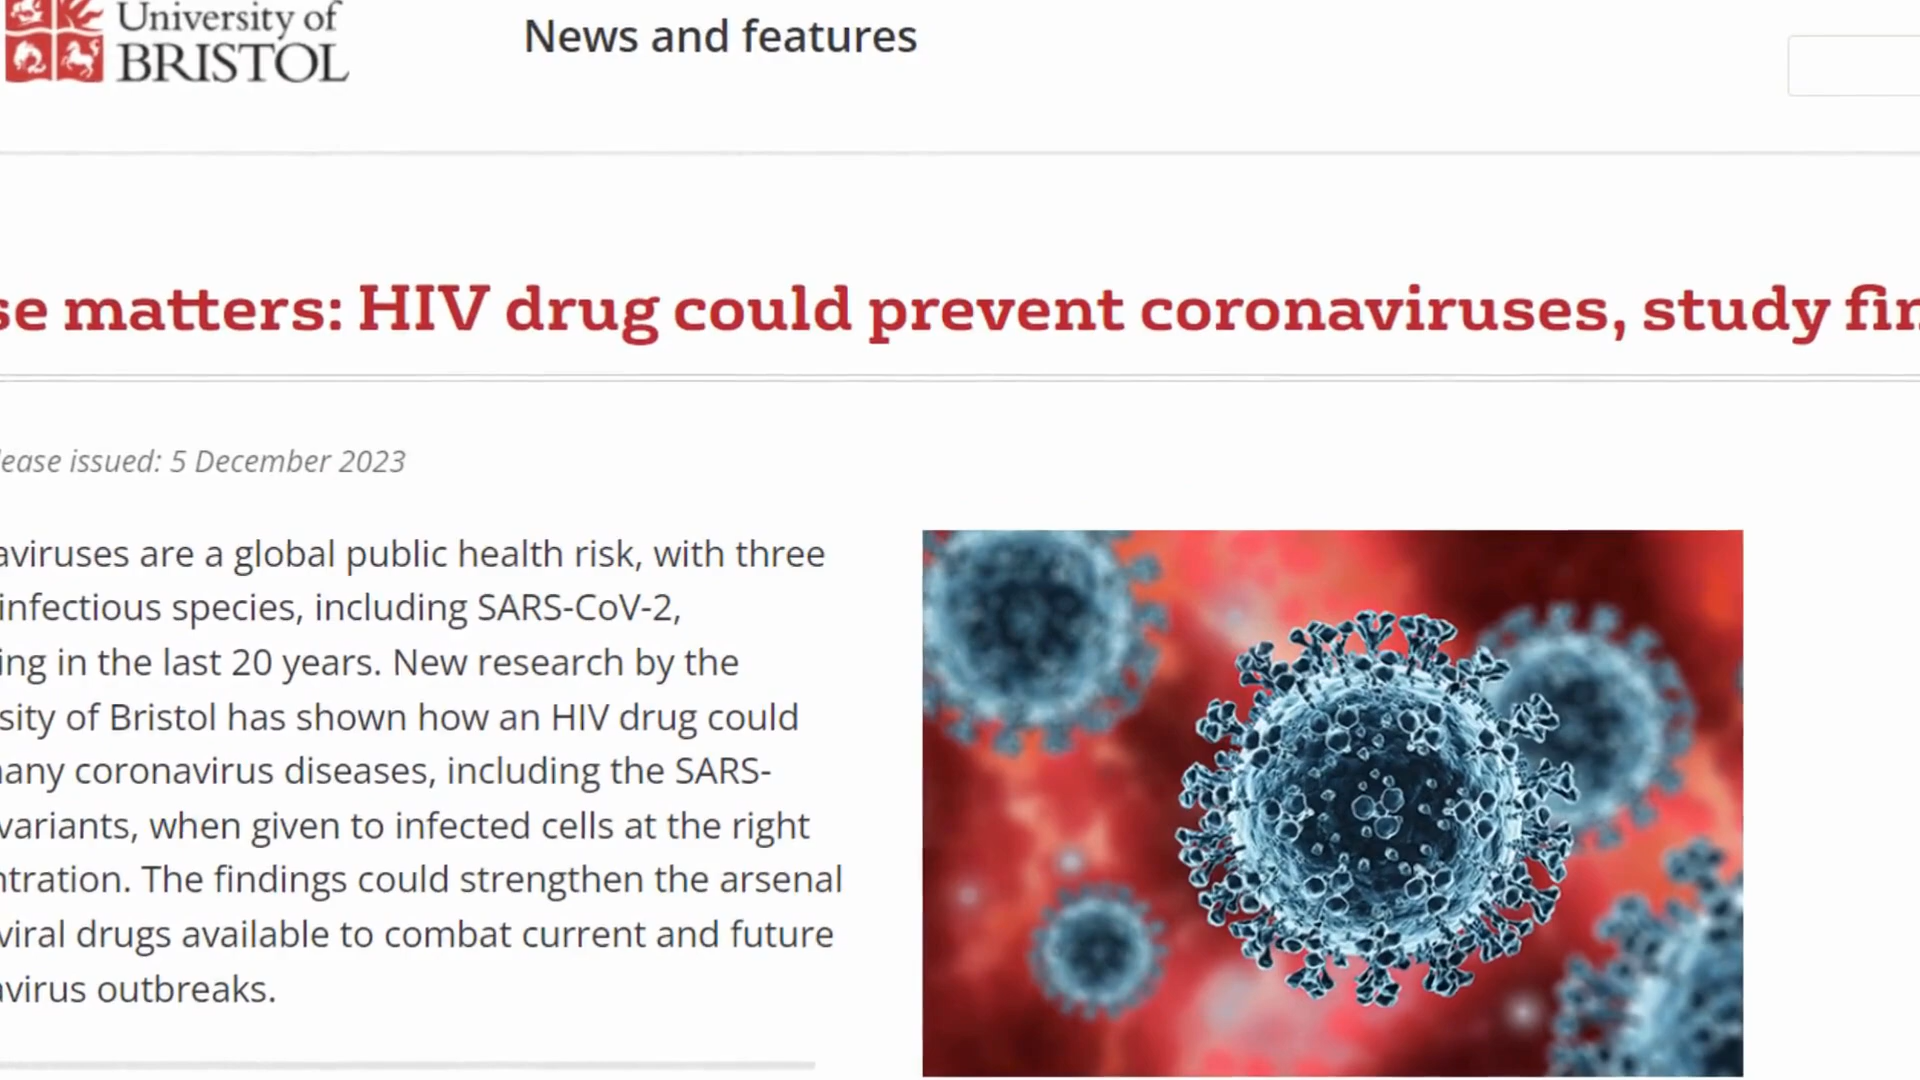 University of
BRISTOL
News and features
se matters: HIV drug could prevent coronaviruses, study fin
lease issued: 5 December 2023
aviruses are a global public health risk, with three
infectious species, including SARS-CoV-2,
ing in the last 20 years. New research by the
sity of Bristol has shown how an HIV drug could
any coronavirus diseases, including the SARS-
variants, when given to infected cells at the right
ntration. The findings could strengthen the arsenal
viral drugs available to combat current and future
avirus outbreaks.